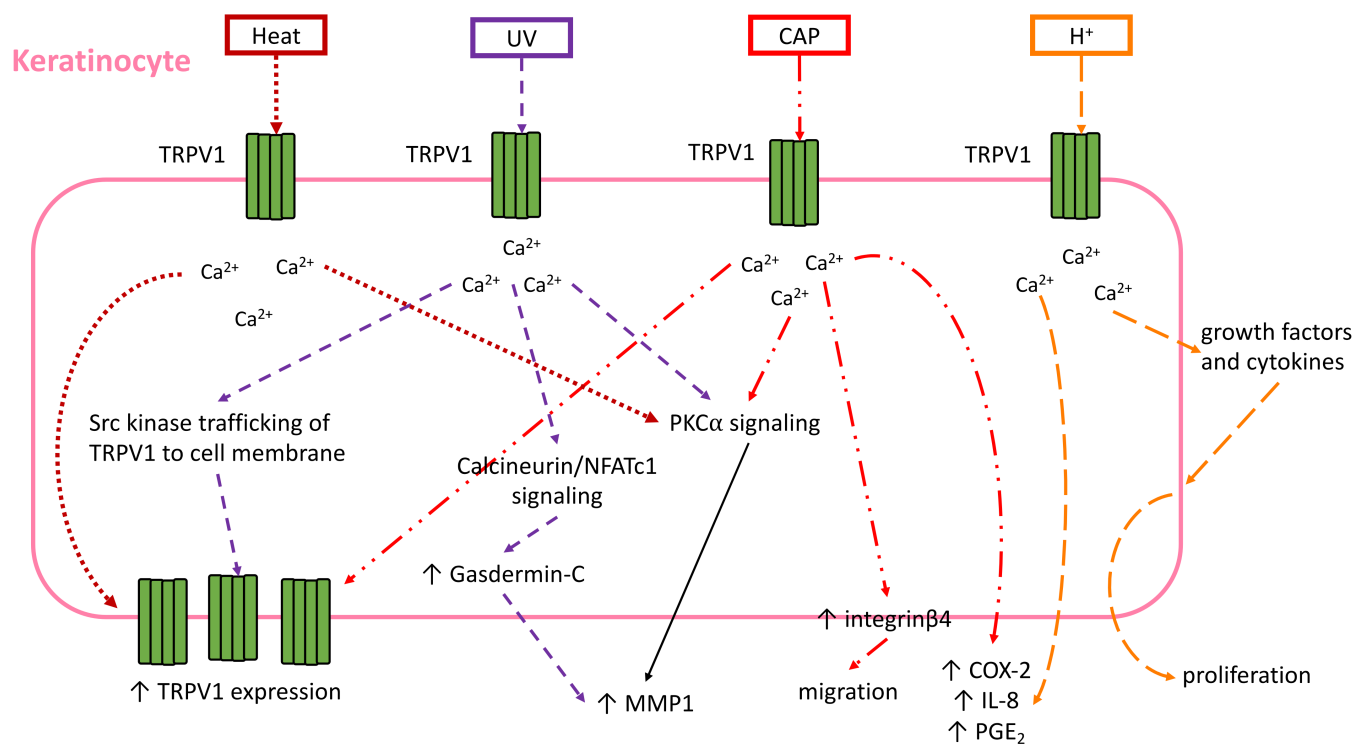 Heat
UV
CAP
H⁺
Keratinocyte
TRPV1
TRPV1
TRPV1
TRPV1
Ca²⁺
Ca²⁺
Ca²⁺
Ca²⁺
Ca²⁺
Ca²⁺
Ca²⁺
Ca²⁺
Ca²⁺
Ca²⁺
Ca²⁺
Ca²⁺
growth factors
and cytokines
Src kinase trafficking of
TRPV1 to cell membrane
PKCα signaling
Calcineurin/NFATc1
signaling
↑ Gasdermin-C
↑ integrinβ4
↑ TRPV1 expression
↑ MMP1
migration
↑ COX-2
↑ IL-8
↑ PGE₂
proliferation